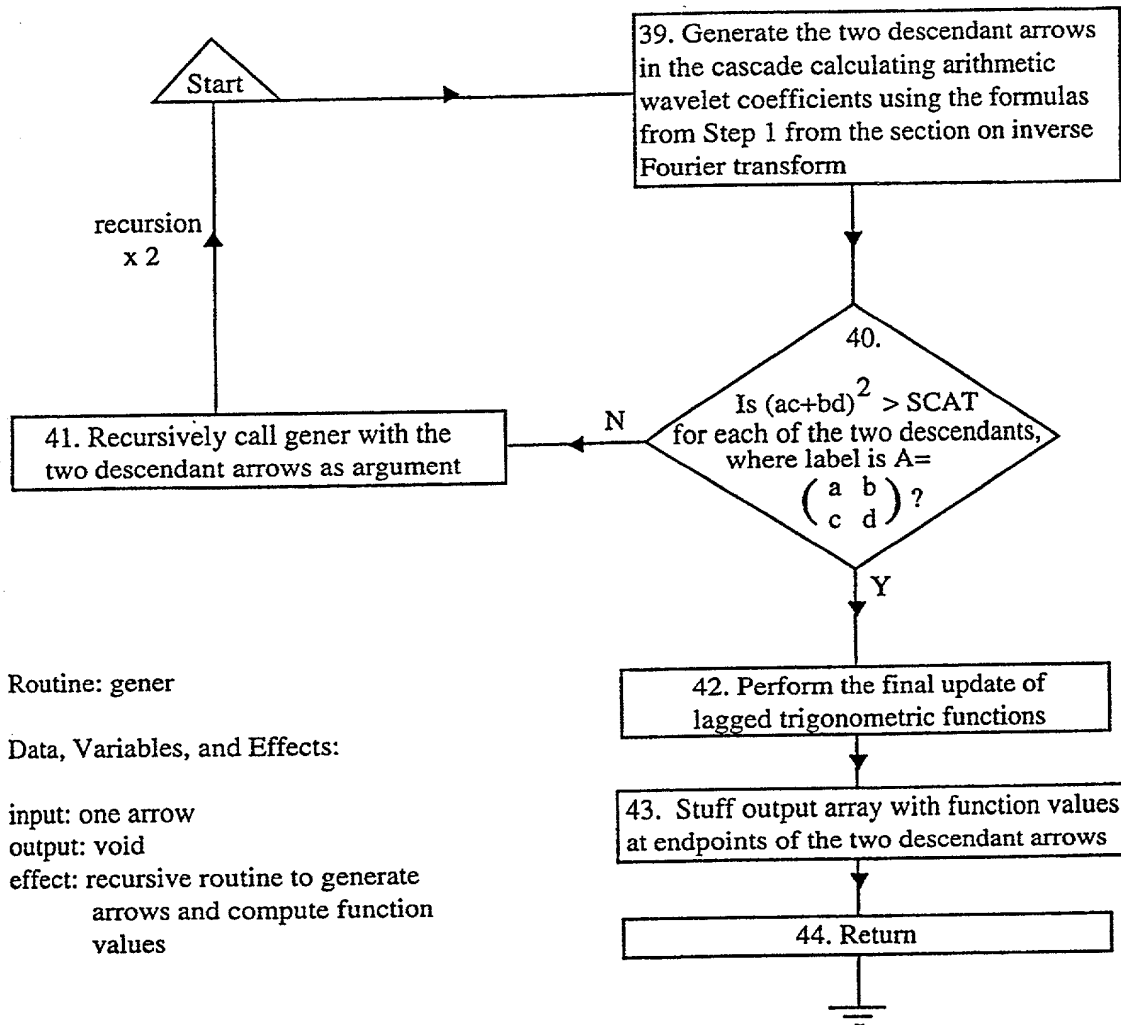 Start
39. Generate the two descendant arrows
in the cascade calculating arithmetic
wavelet coefficients using the formulas
from Step 1 from the section on inverse
Fourier transform
recursion
x 2
40.
Is (ac+bd)² > SCAT
for each of the two descendants,
where label is A=
( a b
c d ) ?
N
41. Recursively call gener with the
two descendant arrows as argument
Y
42. Perform the final update of
lagged trigonometric functions
43. Stuff output array with function values
at endpoints of the two descendant arrows
44. Return
Routine: gener
Data, Variables, and Effects:
input: one arrow
output: void
effect: recursive routine to generate
arrows and compute function
values